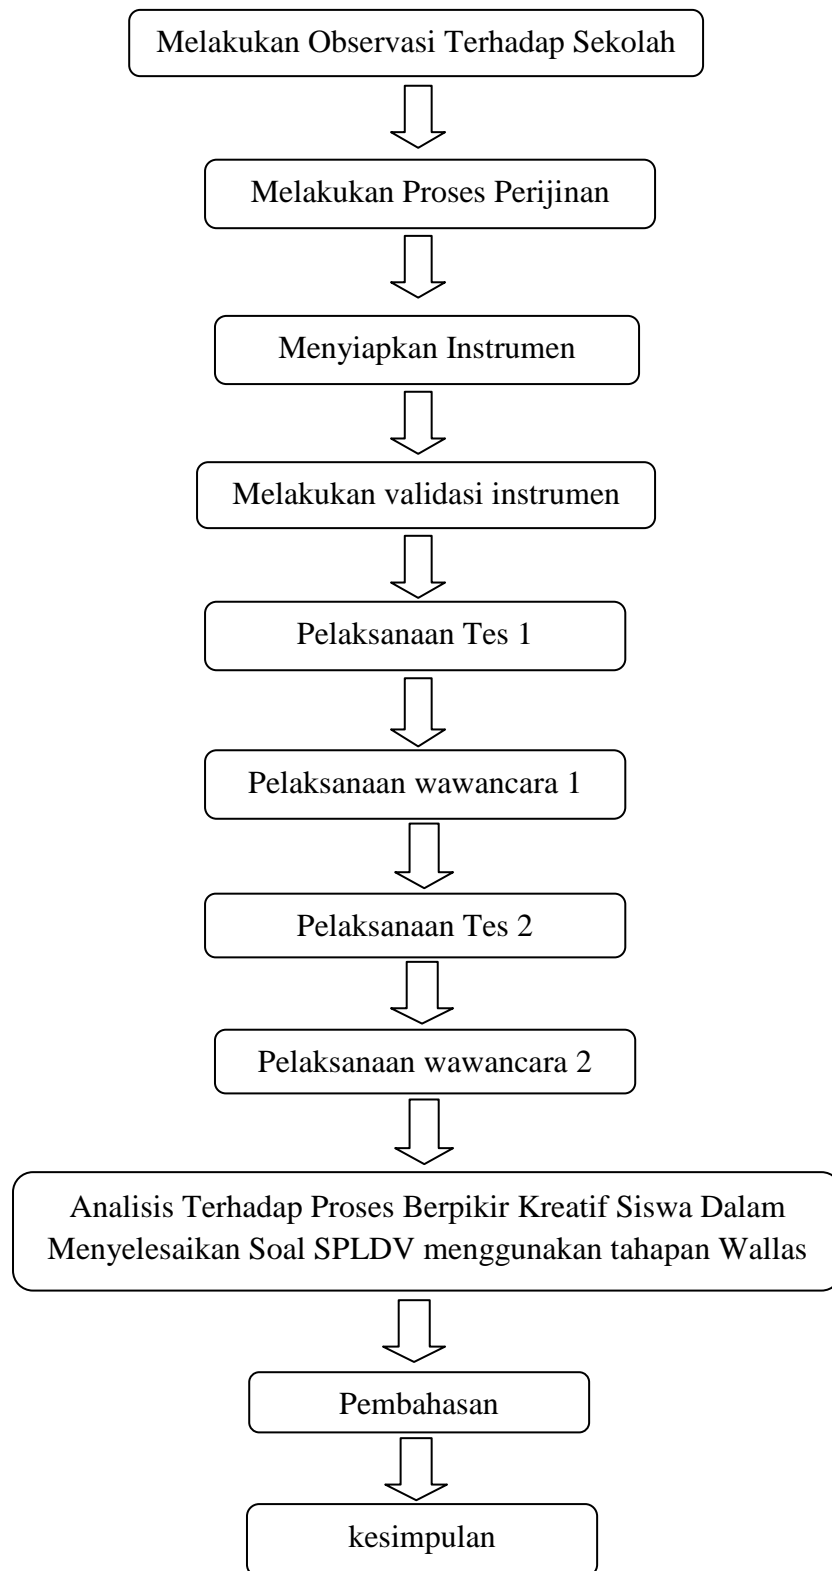 Melakukan Observasi Terhadap Sekolah
Melakukan Proses Perijinan
Menyiapkan Instrumen
Melakukan validasi instrumen
Pelaksanaan Tes 1
Pelaksanaan wawancara 1
Pelaksanaan Tes 2
Pelaksanaan wawancara 2
Analisis Terhadap Proses Berpikir Kreatif Siswa Dalam
Menyelesaikan Soal SPLDV menggunakan tahapan Wallas
Pembahasan
kesimpulan